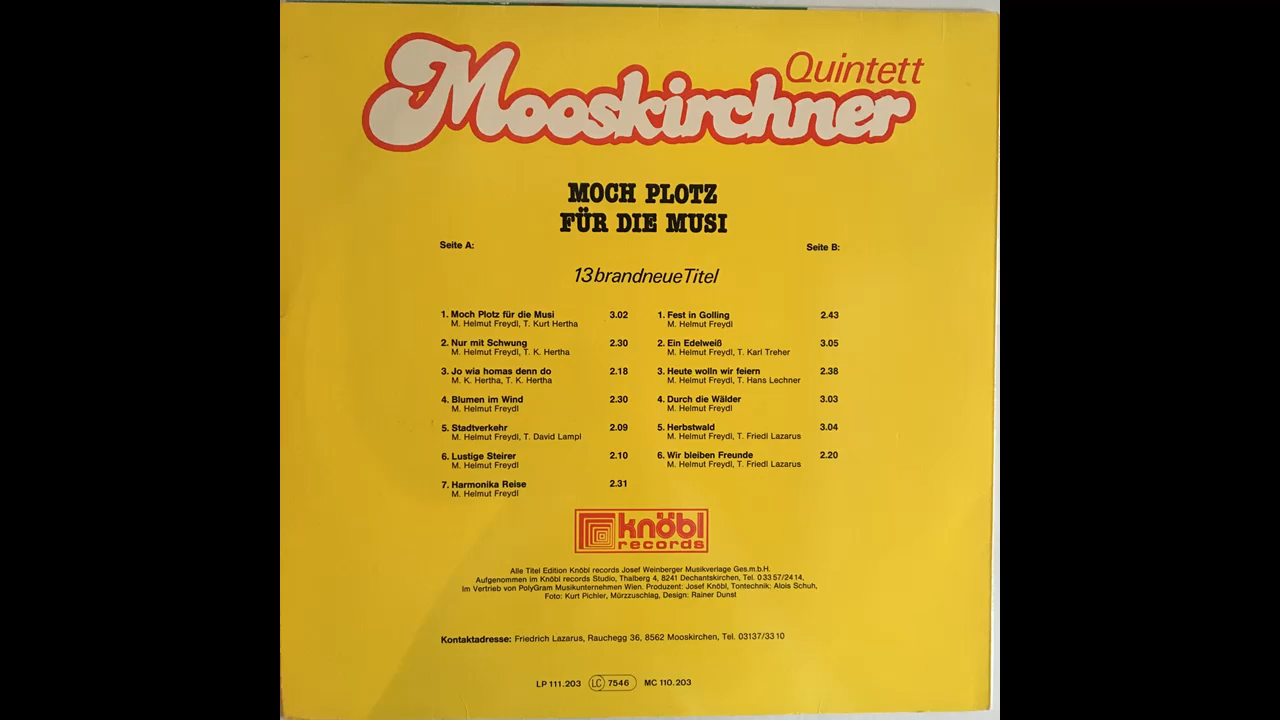 Quintett
Mooskirchner
MOCH PLOTZ
FÜR DIE MUSI
Seite A:
13 brandneue Titel
1. Moch Plotz für die Musi 3.02
M. Helmut Freydl, T. Kurt Hertha
2. Nur mit Schwung 2.30
M. Helmut Freydl, T. K. Hertha
3. Jo wia homas denn do 2.18
M. K. Hertha, T. K. Hertha
4. Blumen im Wind 2.30
M. Helmut Freydl
5. Stadtverkehr 2.09
M. Helmut Freydl, T. David Lampl
6. Lustige Steirer 2.10
M. Helmut Freydl
7. Harmonika Reise 2.31
M. Helmut Freydl
Seite B:
1. Fest in Golling 2.43
M. Helmut Freydl
2. Ein Edelweiß 3.05
M. Helmut Freydl, T. Karl Treher
3. Heute wolln wir feiern 2.38
M. Helmut Freydl, T. Hans Lechner
4. Durch die Wälder 3.03
M. Helmut Freydl
5. Herbstwald 3.04
M. Helmut Freydl, T. Friedl Lazarus
6. Wir bleiben Freunde 2.20
M. Helmut Freydl, T. Friedl Lazarus
knöbl
records
Alle Titel Edition Knöbl records Josef Weinberger Musikverlage Ges.m.b.H.
Aufgenommen im Knöbl records Studio, Thalberg 4, 8241 Dechantskirchen, Tel. 0 33 57/24 14,
Im Vertrieb von PolyGram Musikunternehmen Wien. Produzent: Josef Knöbl, Tontechnik: Alois Schuh,
Foto: Kurt Pichler, Mürzzuschlag, Design: Rainer Dunst
Kontaktadresse: Friedrich Lazarus, Rauchegg 36, 8562 Mooskirchen, Tel. 03137/33 10
LP 111.203 LC 7546 MC 110.203